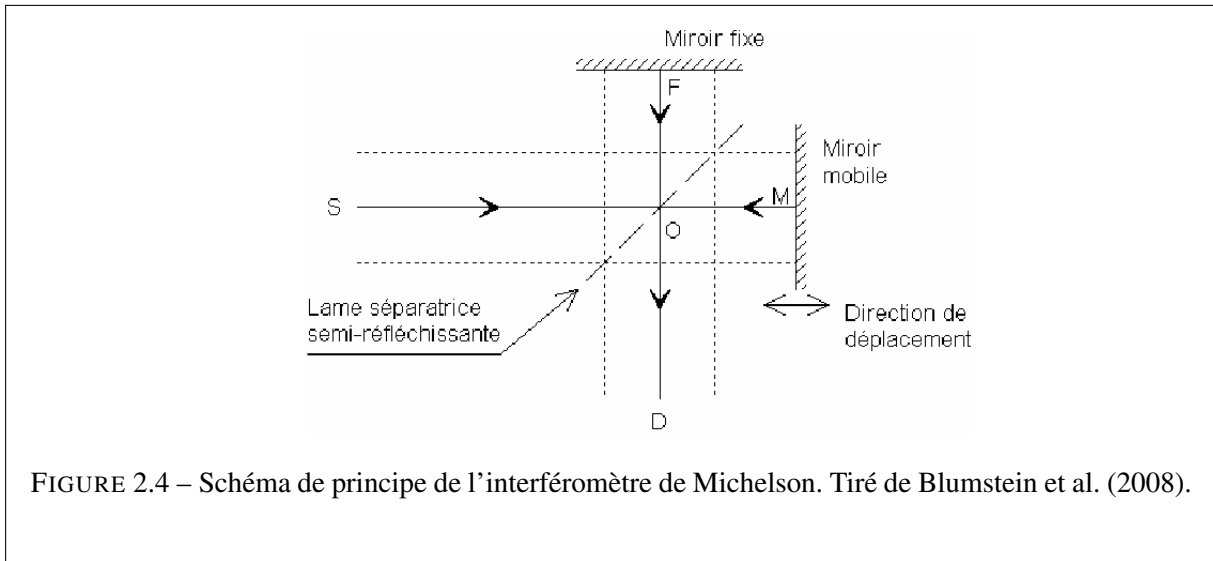 Miroir fixe
F
Miroir
mobile
S
M
O
Lame séparatrice
semi-réfléchissante
Direction de
déplacement
D
FIGURE 2.4 – Schéma de principe de l'interféromètre de Michelson. Tiré de Blumstein et al. (2008).